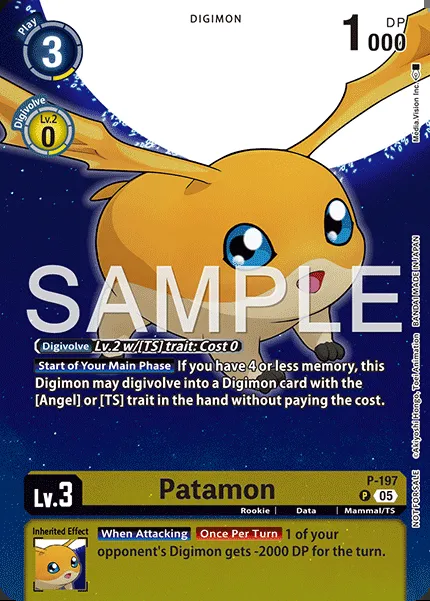 DIGIMON
Play
3
DP
1000
Digivolve
Lv.2
0
Media.Vision Inc.
SAMPLE
Digivolve Lv.2 w/[TS] trait: Cost 0
Start of Your Main Phase If you have 4 or less memory, this
Digimon may digivolve into a Digimon card with the
[Angel] or [TS] trait in the hand without paying the cost.
NOT FOR SALE ©Akiyoshi Hongo, Toei Animation BANDAI MADE IN JAPAN
Lv.3
Patamon
P-197
P 05
Rookie | Data | Mammal/TS
Inherited Effect
When Attacking Once Per Turn 1 of your
opponent's Digimon gets -2000 DP for the turn.